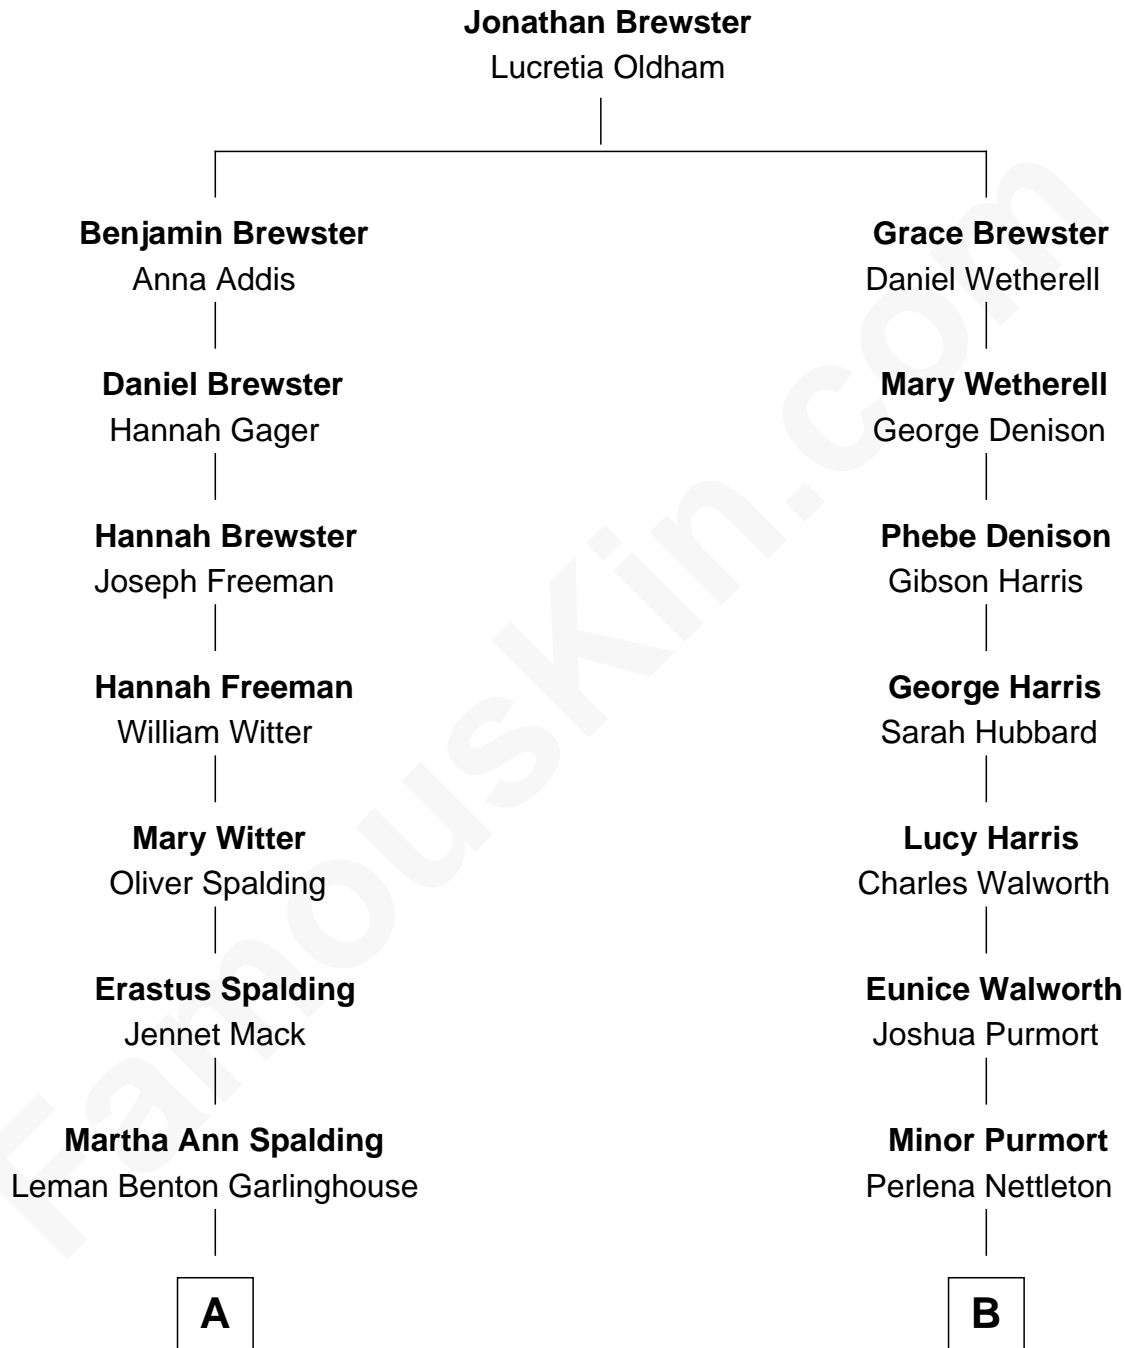 Jonathan Brewster
Lucretia Oldham
Benjamin Brewster
Anna Addis
Grace Brewster
Daniel Wetherell
Daniel Brewster
Hannah Gager
Mary Wetherell
George Denison
Hannah Brewster
Joseph Freeman
Phebe Denison
Gibson Harris
Hannah Freeman
William Witter
George Harris
Sarah Hubbard
Mary Witter
Oliver Spalding
Lucy Harris
Charles Walworth
Erastus Spalding
Jennet Mack
Eunice Walworth
Joshua Purmort
Martha Ann Spalding
Leman Benton Garlinghouse
Minor Purmort
Perlena Nettleton
A
B
FamousKin.com